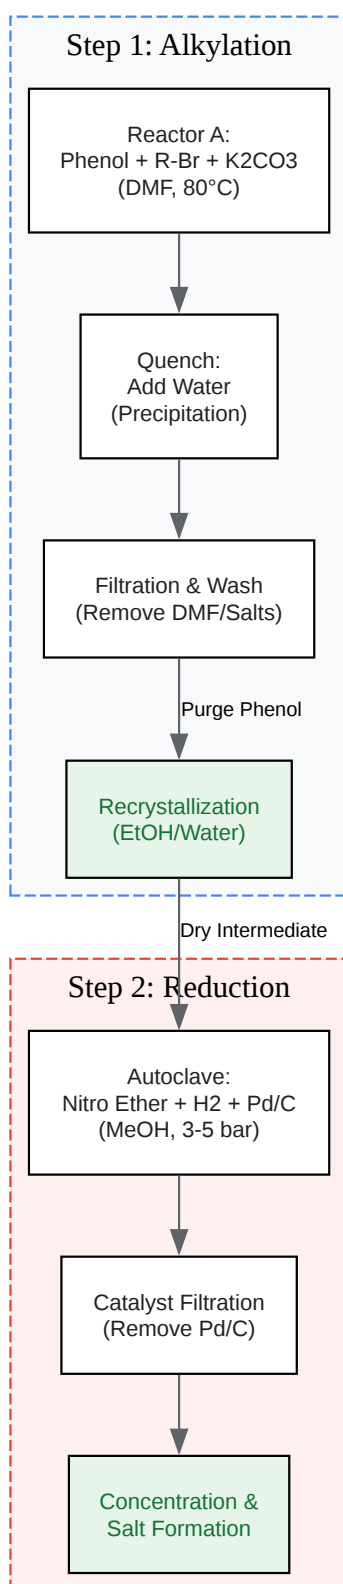 Step 1: Alkylation
Reactor A:
Phenol + R-Br + K2CO3
(DMF, 80°C)
Quench:
Add Water
(Precipitation)
Filtration & Wash
(Remove DMF/Salts)
Purge Phenol
Recrystallization
(EtOH/Water)
Dry Intermediate
Step 2: Reduction
Autoclave:
Nitro Ether + H2 + Pd/C
(MeOH, 3-5 bar)
Catalyst Filtration
(Remove Pd/C)
Concentration &
Salt Formation